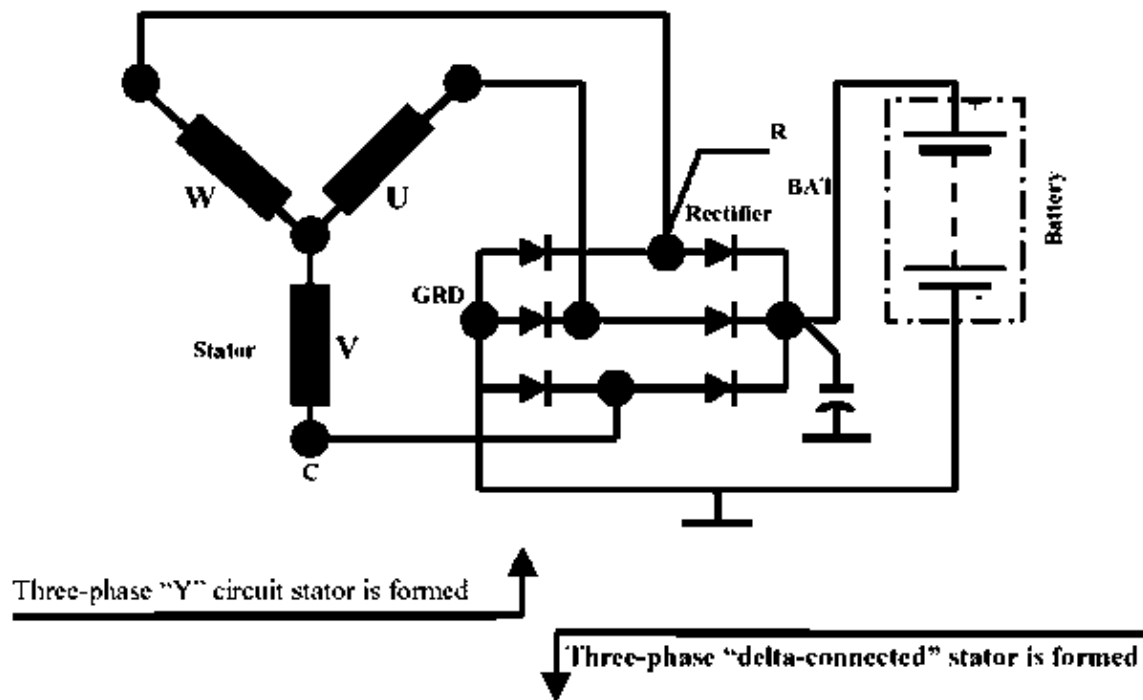 R
BAT
Rectifier
Battery
W
U
GRD
Stator
V
C
Three-phase “Y” circuit stator is formed
Three-phase “delta-connected” stator is formed